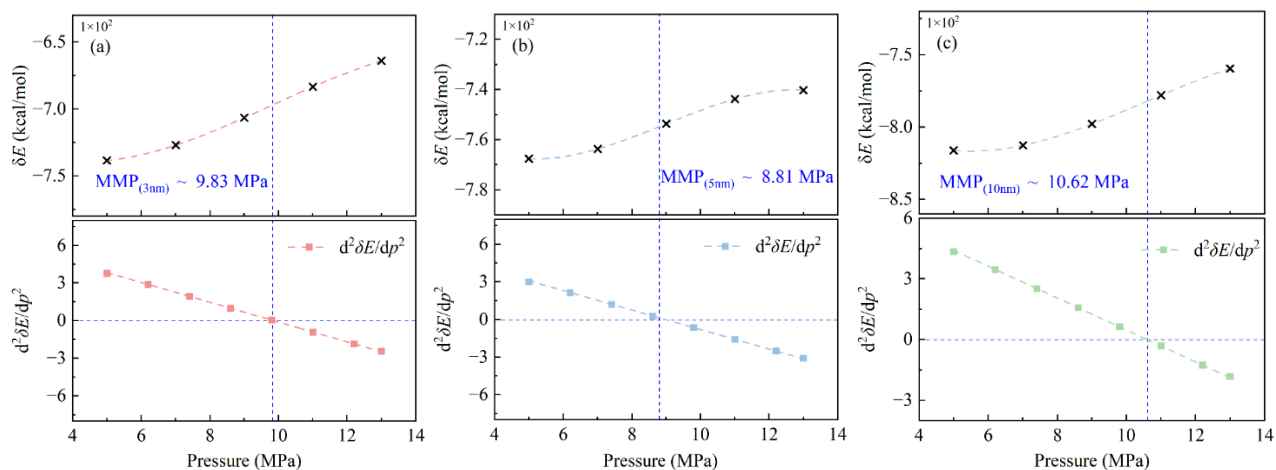 1×10²
(a)
−6.5
−7.0
−7.5
δE (kcal/mol)
MMP(3nm) ~ 9.83 MPa
d²δE/dp²
6
3
0
−3
−6
d²δE/dp²
4 6 8 10 12 14
Pressure (MPa)
1×10²
(b)
−7.2
−7.4
−7.6
−7.8
δE (kcal/mol)
MMP(5nm) ~ 8.81 MPa
d²δE/dp²
6
3
0
−3
−6
d²δE/dp²
4 6 8 10 12 14
Pressure (MPa)
1×10²
(c)
−7.5
−8.0
−8.5
δE (kcal/mol)
MMP(10nm) ~ 10.62 MPa
d²δE/dp²
6
3
0
−3
d²δE/dp²
4 6 8 10 12 14
Pressure (MPa)